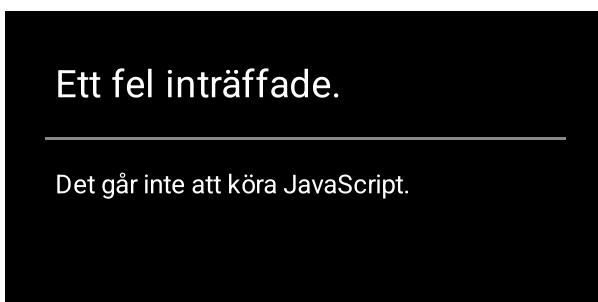 Ett fel inträffade.
Det går inte att köra JavaScript.